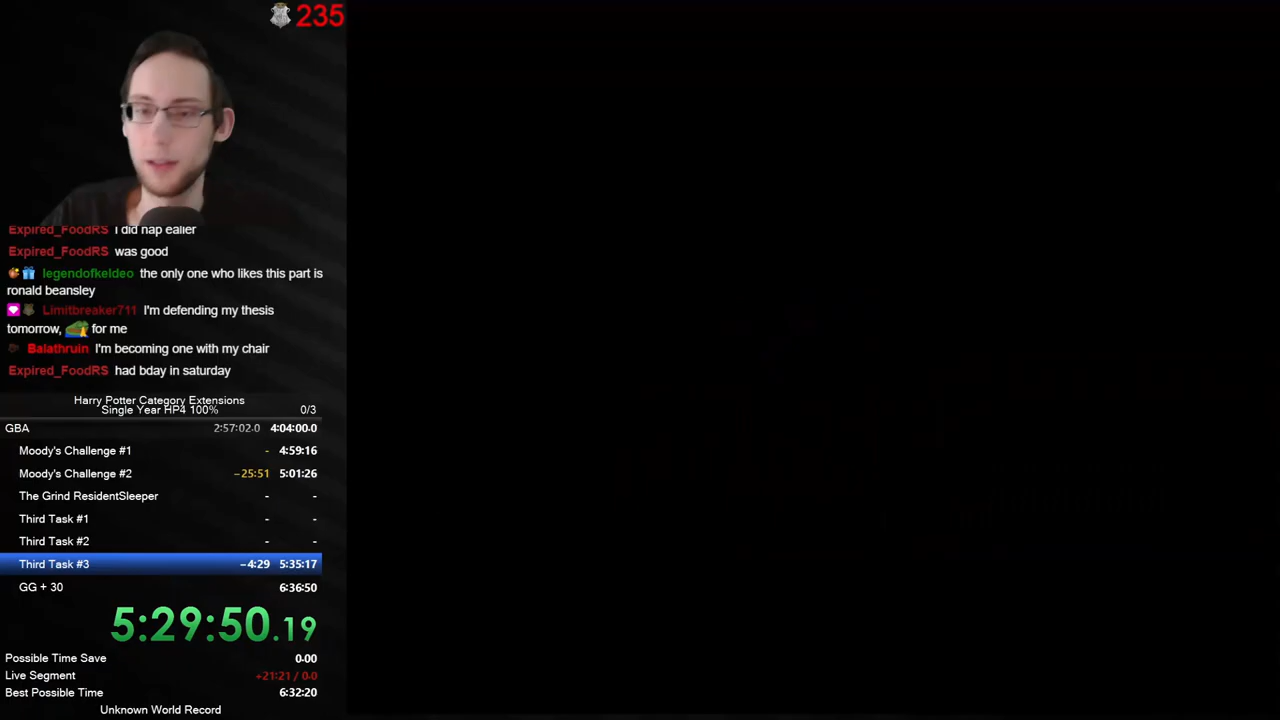 235
Expired_FoodRS i did nap ealier
Expired_FoodRS was good
legendofkeldeo the only one who likes this part is
ronald beansley
Limitbreaker711 I'm defending my thesis
tomorrow, for me
Balathruin I'm becoming one with my chair
Expired_FoodRS had bday in saturday
Harry Potter Category Extensions
Single Year HP4 100% 0/3
GBA 2:57:02.0 4:04:00.0
Moody's Challenge #1 - 4:59:16
Moody's Challenge #2 −25:51 5:01:26
The Grind ResidentSleeper - -
Third Task #1 - -
Third Task #2 - -
Third Task #3 −4:29 5:35:17
GG + 30 6:36:50
5:29:50.19
Possible Time Save 0.00
Live Segment +21:21 / 0.0
Best Possible Time 6:32:20
Unknown World Record